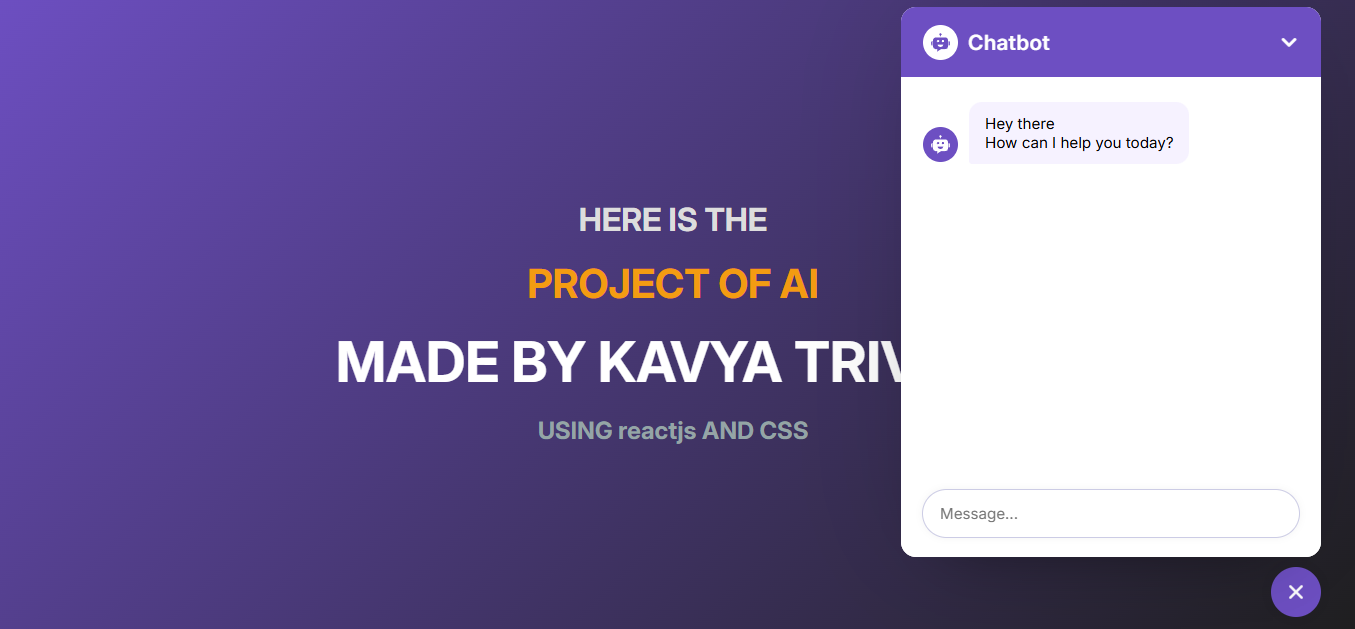 HERE IS THE
PROJECT OF AI
MADE BY KAVYA
USING reactjs AND CSS
Chatbot
Hey there
How can I help you today?
Message...